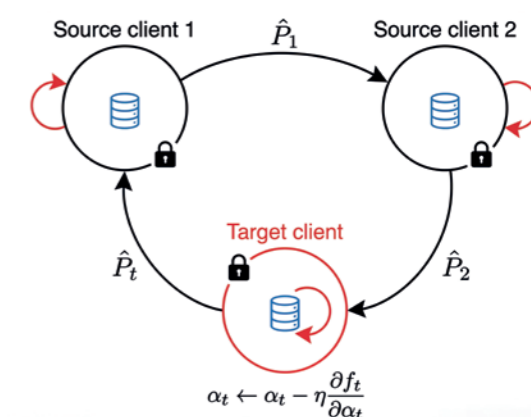 Source client 1
P̂₁
Source client 2
P̂ₜ
Target client
P̂₂
αₜ ← αₜ − η ∂fₜ/∂αₜ